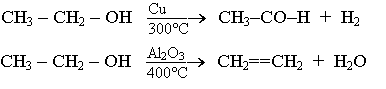 CH₃ – CH₂ – OH Cu 300°C → CH₃–CO–H + H₂
CH₃ – CH₂ – OH Al₂O₃ 400°C → CH₂==CH₂ + H₂O